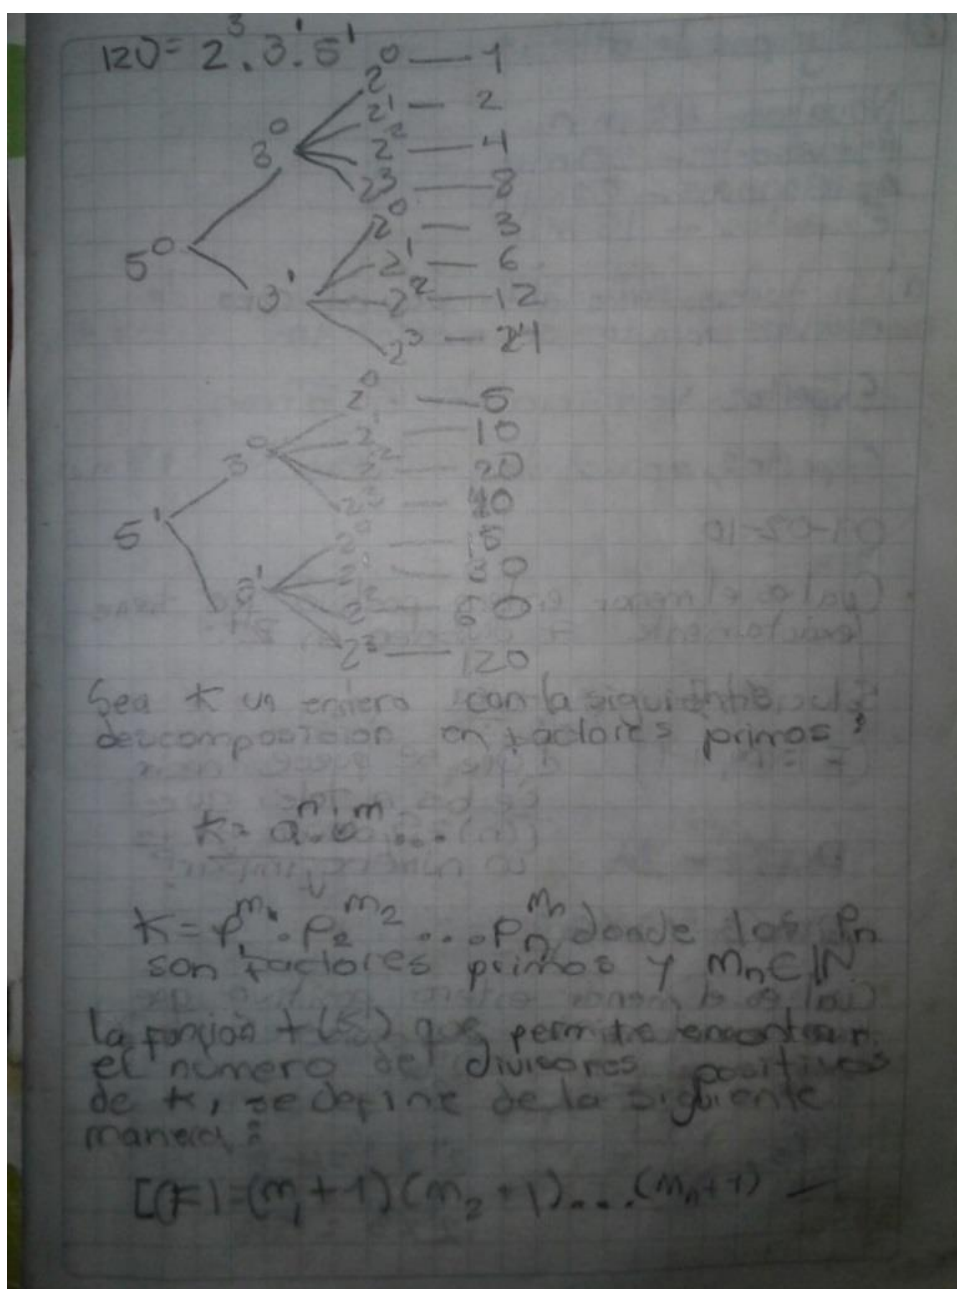 120 = 2³ . 3¹ . 5¹
2⁰ — 1
2¹ — 2
3⁰ 2² — 4
2³ — 8
2⁰ — 3
5⁰ 2¹ — 6
3¹ 2² — 12
2³ — 24
2⁰ — 5
2¹ — 10
3⁰ 2² — 20
2³ — 40
5¹ 2⁰ — 15
3¹ — 0
2² — 60
2³ — 120
Sea K un entero con la siguiente
descomposicion en factores primos:
K = aⁿ . bᵐ ...
K = p₁^m₁ . p₂^m₂ .... pₙ^mₙ donde los pₙ
son factores primos y mₙ ∈ ℕ
la función que permite encontrar
el número de divisores positivos
de K, se define de la siguiente
manera:
(K) = (m₁ + 1) (m₂ + 1) .... (mₙ + 1) —